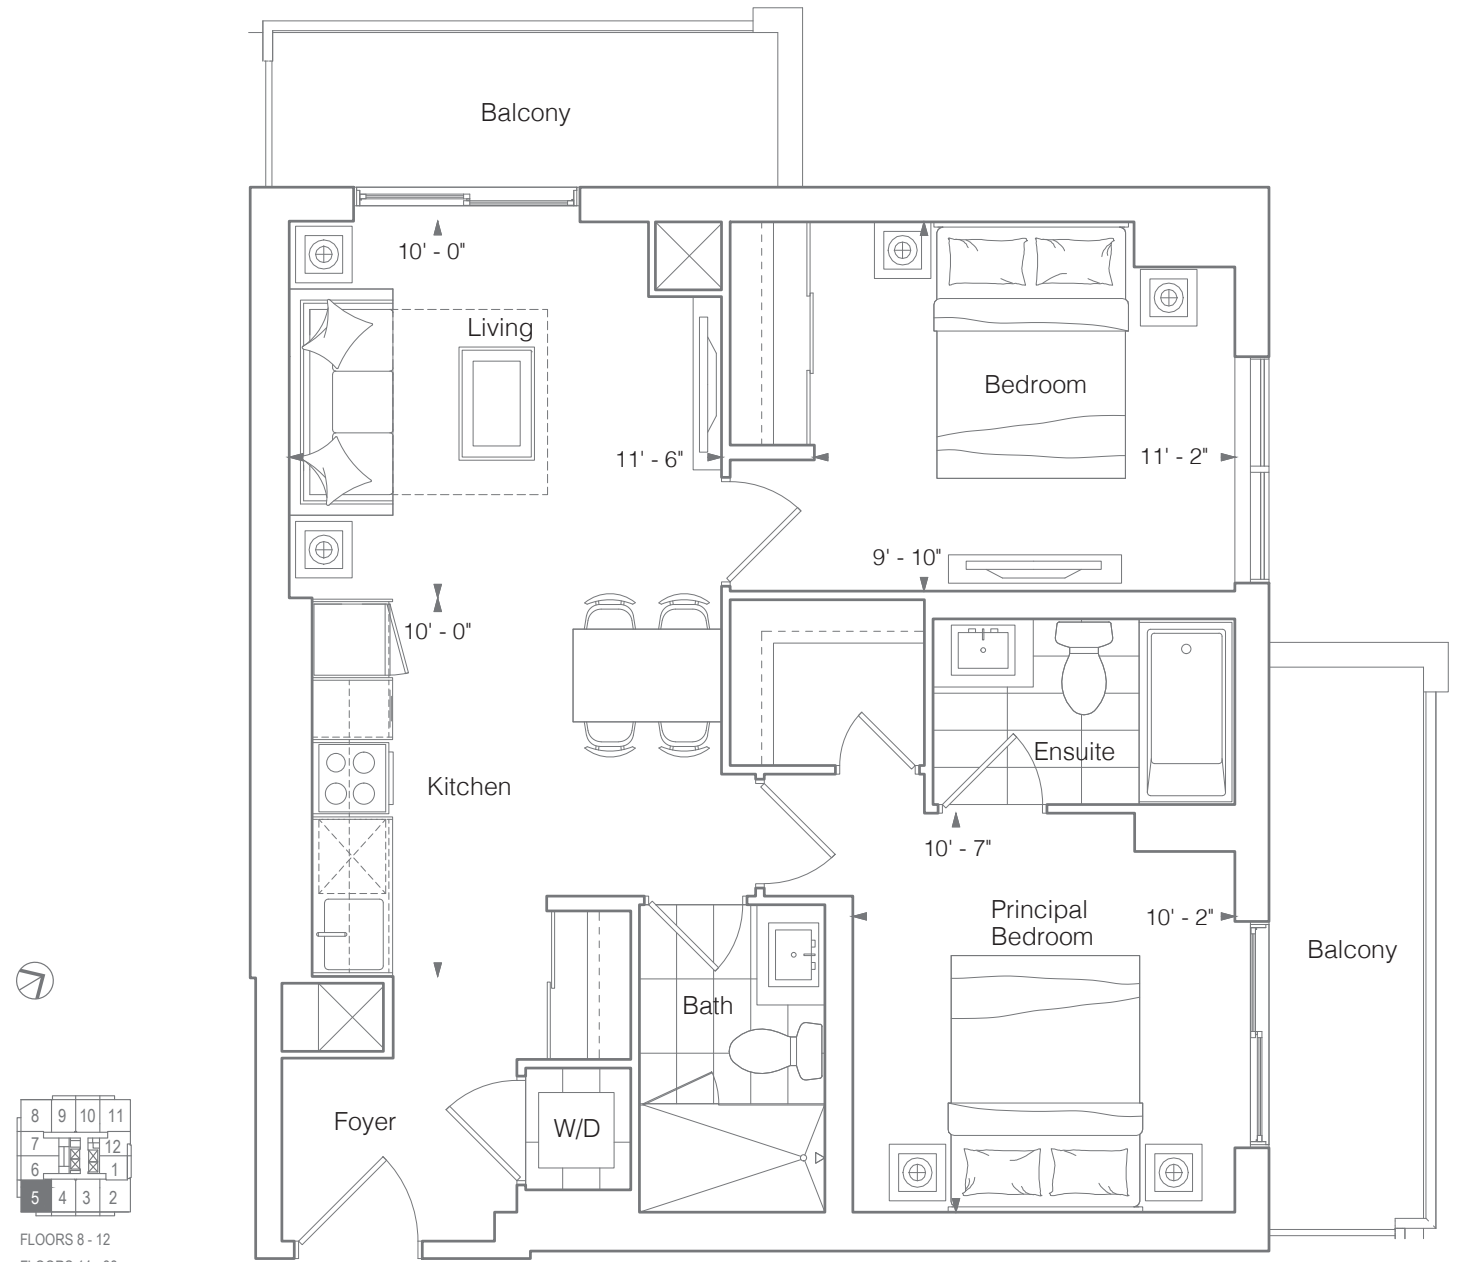 Balcony
10' - 0"
Living
Bedroom
11' - 6"
11' - 2"
9' - 10"
10' - 0"
Ensuite
Kitchen
10' - 7"
Principal
Bedroom
10' - 2"
Balcony
Bath
Foyer
W/D
8 9 10 11
7 12
6 1
5 4 3 2
FLOORS 8 - 12